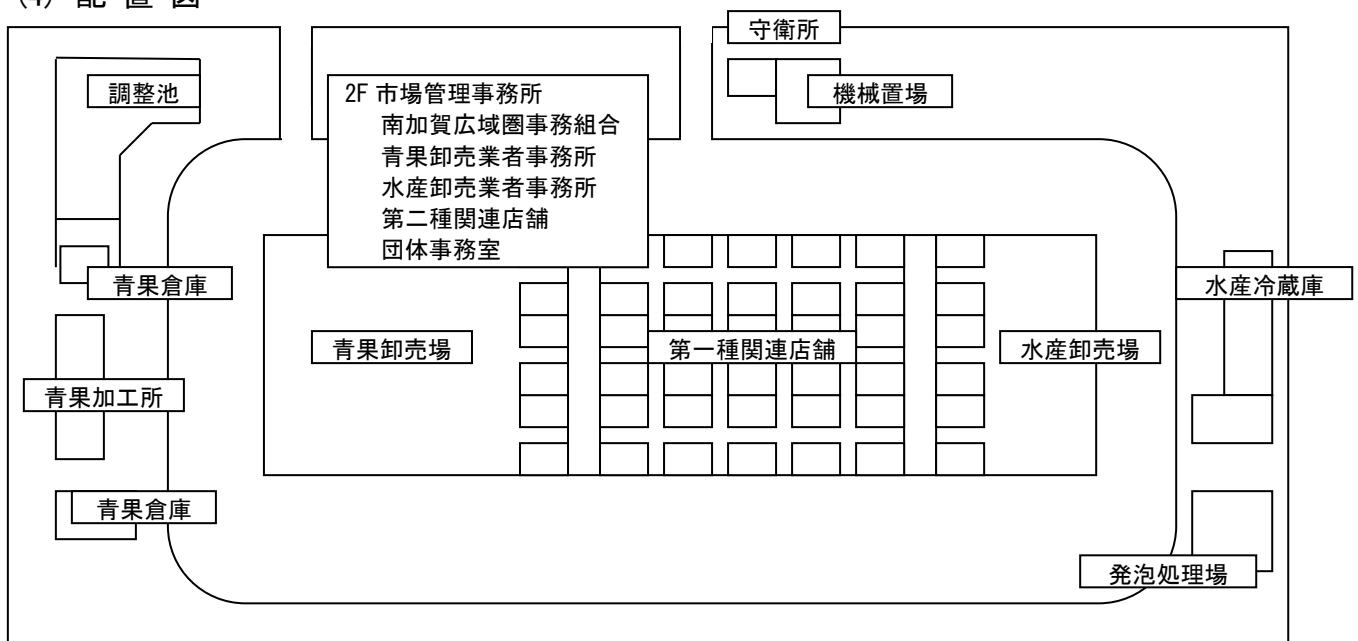 (4) 配 置 図
守衛所
調整池
機械置場
2F 市場管理事務所
南加賀広域圏事務組合
青果卸売業者事務所
水産卸売業者事務所
第二種関連店舗
団体事務室
青果倉庫
水産冷蔵庫
青果卸売場
第一種関連店舗
水産卸売場
青果加工所
青果倉庫
発泡処理場